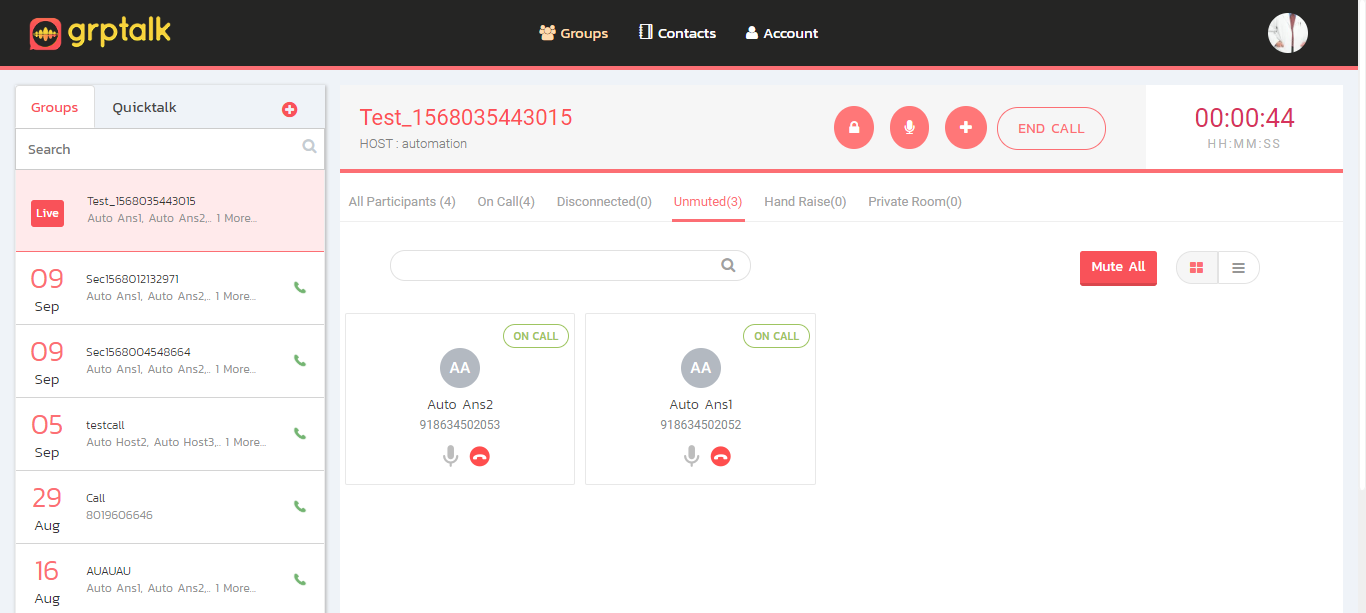 grptalk
Groups
Contacts
Account
Groups
Quicktalk
Search
Live
Test_1568035443015
Auto Ans1, Auto Ans2,.. 1 More...
09
Sep
Sec1568012132971
Auto Ans1, Auto Ans2,.. 1 More...
09
Sep
Sec1568004548664
Auto Ans1, Auto Ans2,.. 1 More...
05
Sep
testcall
Auto Host2, Auto Host3,.. 1 More...
29
Aug
Call
8019606646
16
Aug
AUAUAU
Auto Ans1, Auto Ans2,.. 1 More...
Test_1568035443015
HOST : automation
END CALL
00:00:44
HH:MM:SS
All Participants (4)
On Call(4)
Disconnected(0)
Unmuted(3)
Hand Raise(0)
Private Room(0)
Mute All
ON CALL
AA
Auto Ans2
918634502053
ON CALL
AA
Auto Ans1
918634502052